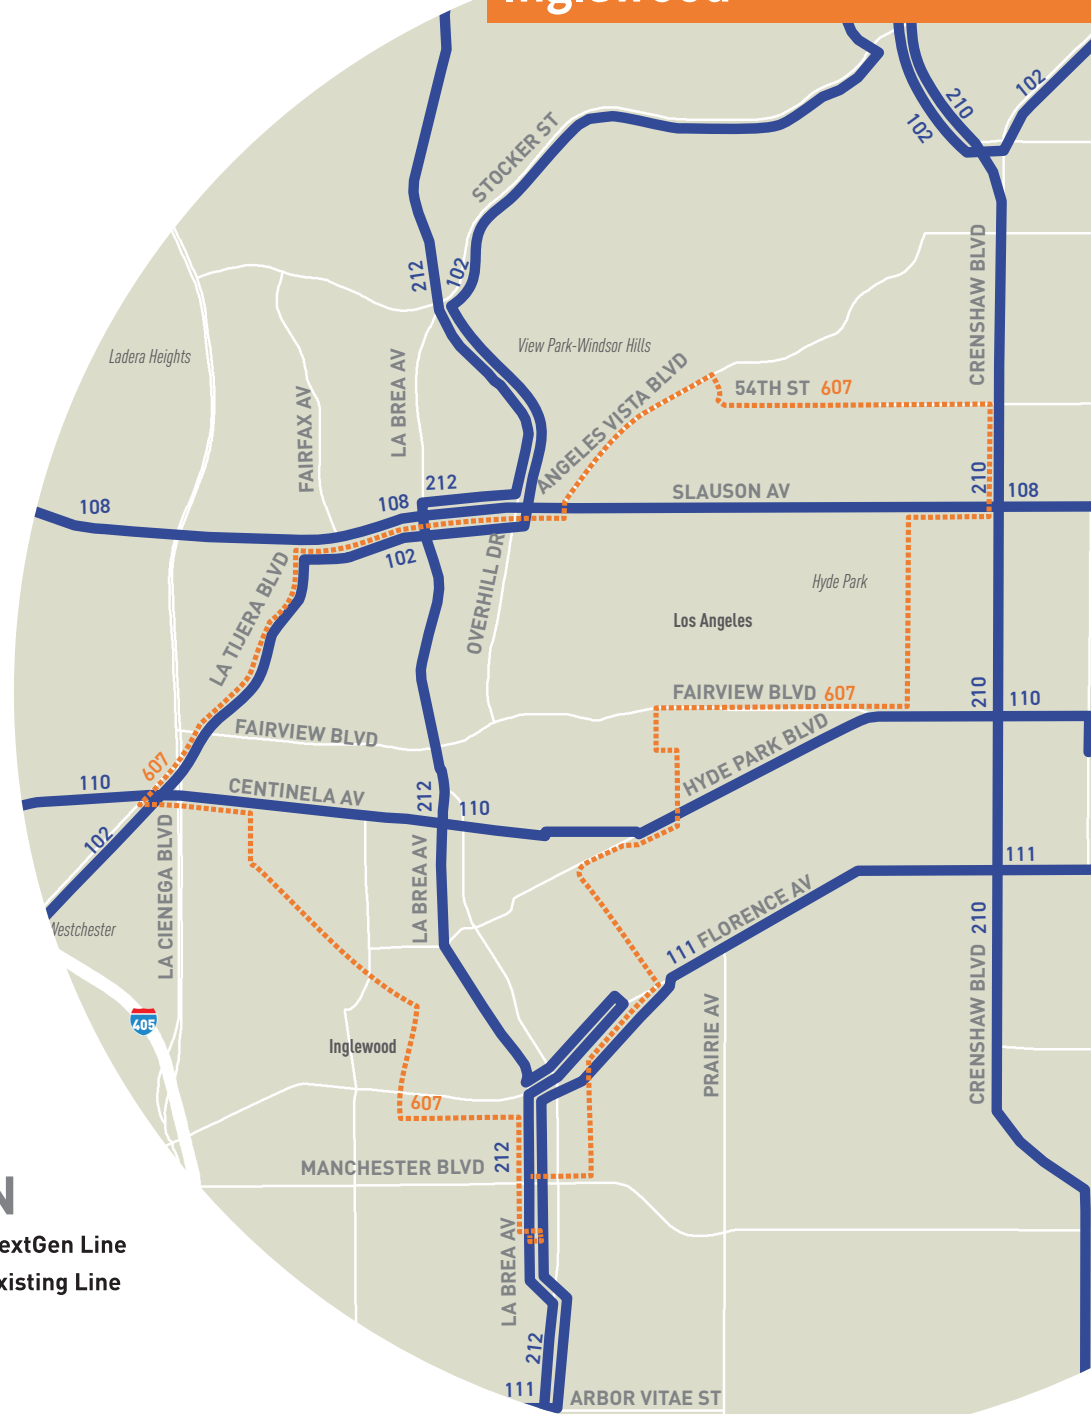 Inglewood
102
210
102
STOCKER ST
212
102
CRENSHAW BLVD
Ladera Heights
View Park-Windsor Hills
LA BREA AV
FAIRFAX AV
ANGELES VISTA BLVD
54TH ST 607
212
210
108
108
SLAUSON AV
108
102
OVERHILL DR
LA TIJERA BLVD
Hyde Park
Los Angeles
FAIRVIEW BLVD 607
210
110
FAIRVIEW BLVD
HYDE PARK BLVD
607
110
CENTINELA AV
212
110
102
LA CIENEGA BLVD
LA BREA AV
111
Westchester
111 FLORENCE AV
210
CRENSHAW BLVD
405
Inglewood
PRAIRIE AV
607
212
MANCHESTER BLVD
N
extGen Line
xisting Line
LA BREA AV
212
111
ARBOR VITAE ST